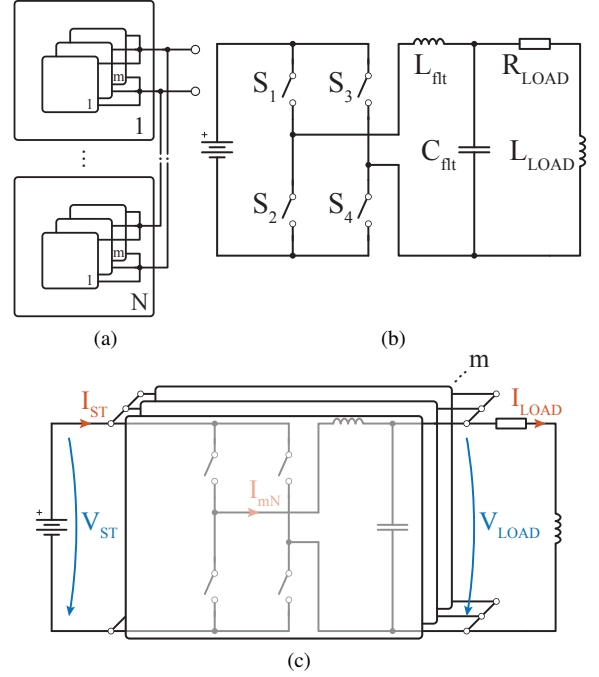 m
1
1
⋮
m
1
N
(a)
+
S1
S3
S2
S4
Lflt
RLOAD
Cflt
LLOAD
(b)
m
IST
ILOAD
ImN
+
VST
VLOAD
(c)